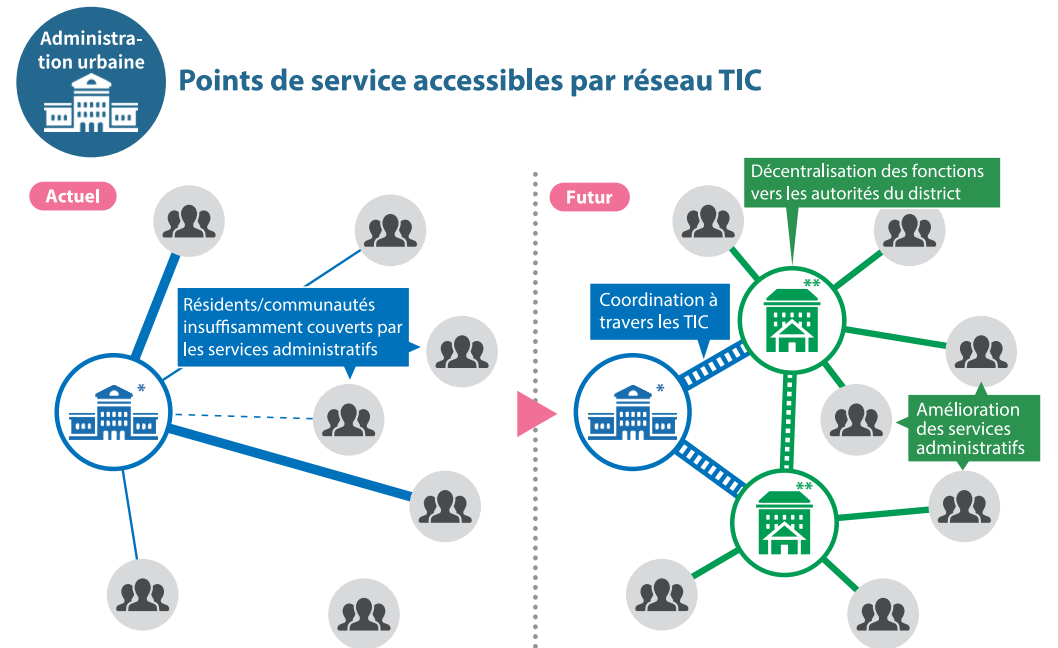 Administra-
tion urbaine
Points de service accessibles par réseau TIC
Actuel
Résidents/communautés
insuffisamment couverts par
les services administratifs
*
Futur
Décentralisation des fonctions
vers les autorités du district
**
Coordination à
travers les TIC
*
Amélioration
des services
administratifs
**